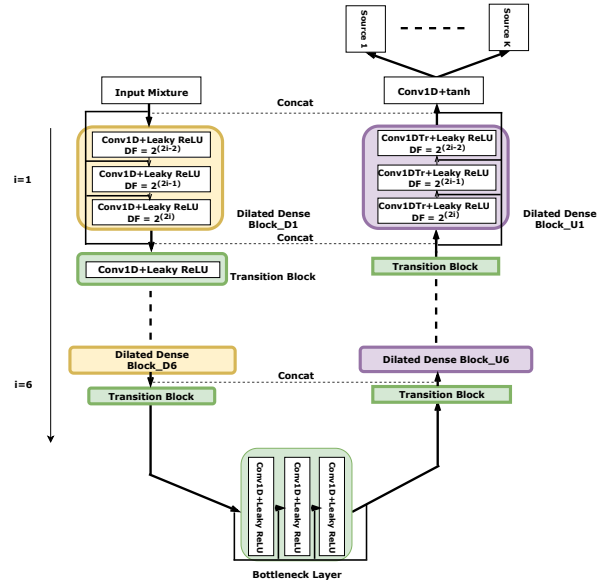 Source 1
Source K
Input Mixture
Conv1D+tanh
Concat
Conv1D+Leaky ReLU
DF = 2^(2i-2)
Conv1D+Leaky ReLU
DF = 2^(2i-1)
Conv1D+Leaky ReLU
DF = 2^(2i)
Conv1DTr+Leaky ReLU
DF = 2^(2i-2)
Conv1DTr+Leaky ReLU
DF = 2^(2i-1)
Conv1DTr+Leaky ReLU
DF = 2^(2i)
i=1
Dilated Dense
Block_D1
Dilated Dense
Block_U1
Concat
Conv1D+Leaky ReLU
Transition Block
Transition Block
Dilated Dense
Block_D6
Dilated Dense Block_U6
Concat
i=6
Transition Block
Transition Block
Conv1D+Leaky ReLU
Conv1D+Leaky ReLU
Conv1D+Leaky ReLU
Bottleneck Layer